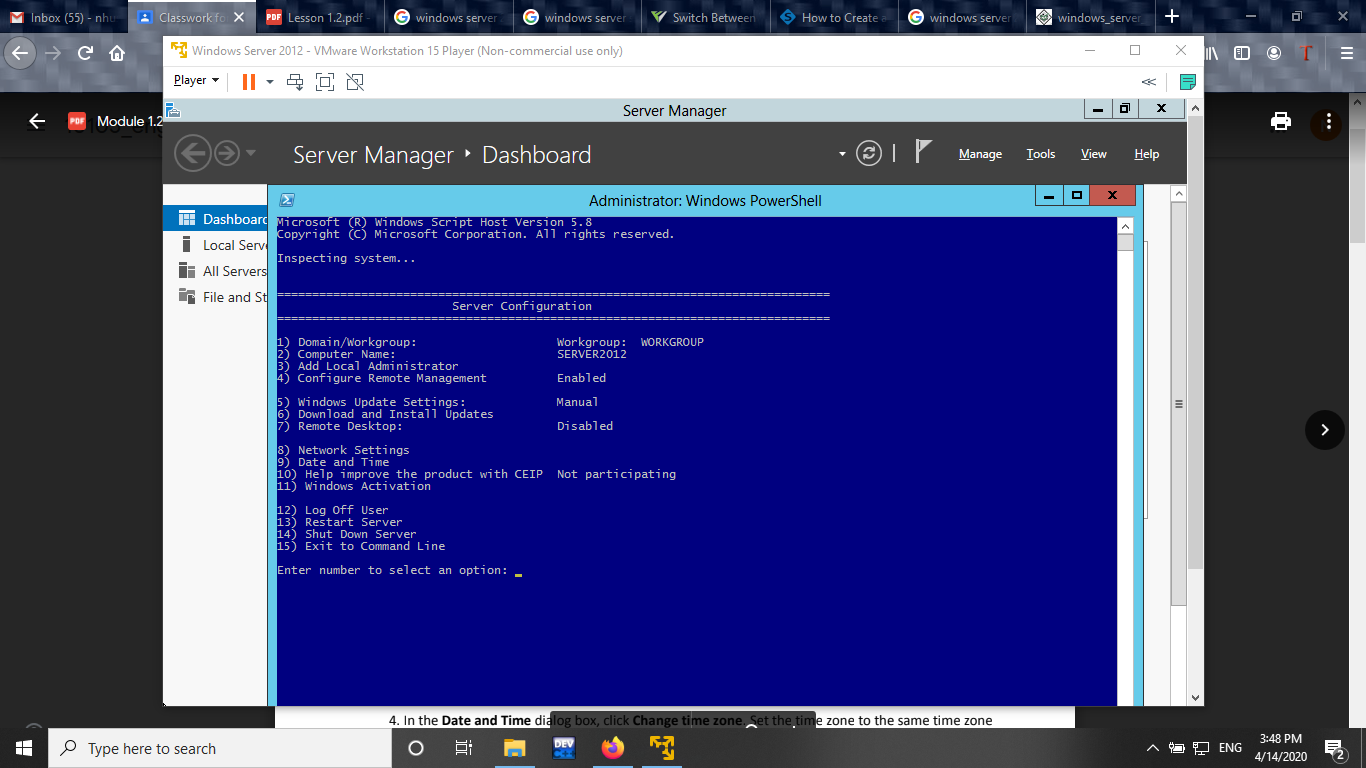 Inbox (55) - nhu
Classwork fo
Lesson 1.2.pdf -
windows server
windows server
Switch Between
How to Create a
windows server
windows_server_
Windows Server 2012 - VMware Workstation 15 Player (Non-commercial use only)
Player
Module 1.2
Server Manager
Server Manager ‣ Dashboard
Manage Tools View Help
Dashboard
Local Serve
All Servers
File and St
Administrator: Windows PowerShell
Microsoft (R) Windows Script Host Version 5.8
Copyright (C) Microsoft Corporation. All rights reserved.
Inspecting system...
===============================================================================
Server Configuration
===============================================================================
1) Domain/Workgroup: Workgroup: WORKGROUP
2) Computer Name: SERVER2012
3) Add Local Administrator
4) Configure Remote Management Enabled
5) Windows Update Settings: Manual
6) Download and Install Updates
7) Remote Desktop: Disabled
8) Network Settings
9) Date and Time
10) Help improve the product with CEIP Not participating
11) Windows Activation
12) Log Off User
13) Restart Server
14) Shut Down Server
15) Exit to Command Line
Enter number to select an option:
4. In the Date and Time dialog box, click Change time zone. Set the time zone to the same time zone
Type here to search
DEV
ENG
3:48 PM
4/14/2020
2